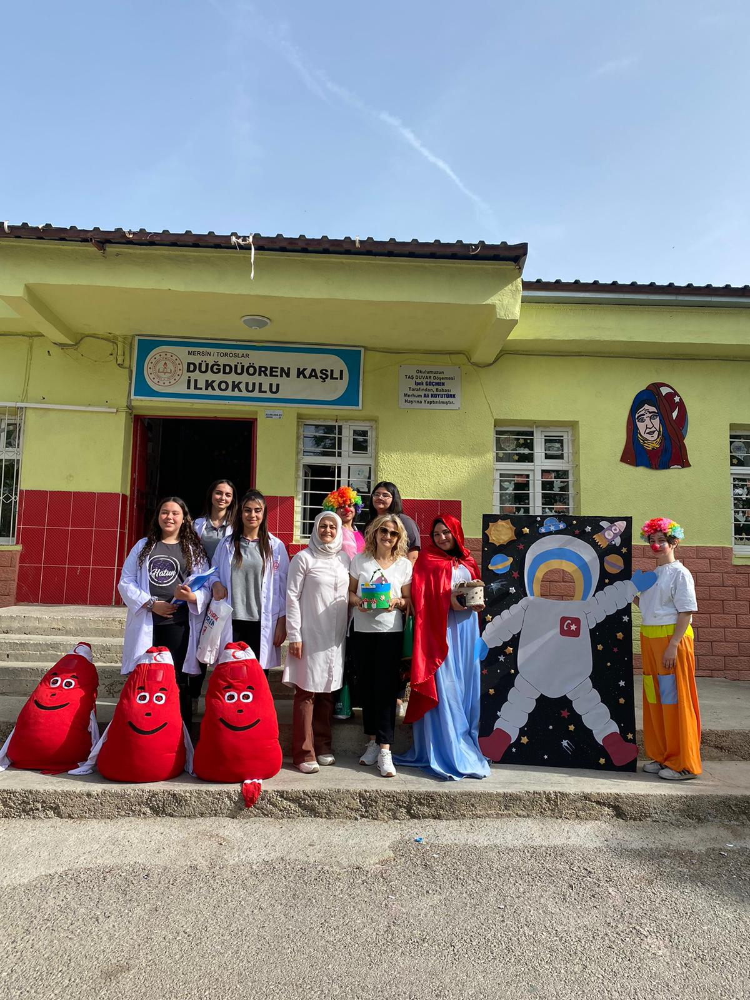 MERSİN / TOROSLAR
DÜĞDÜÖREN KAŞLI
İLKOKULU
Okulumuzun
TAŞ DUVAR Döşemesi
İpek GÖÇMEN
Tarafından, Babası
Merhum Ali KOYUTÜRK
Hayrına Yaptırılmıştır.
Hatun